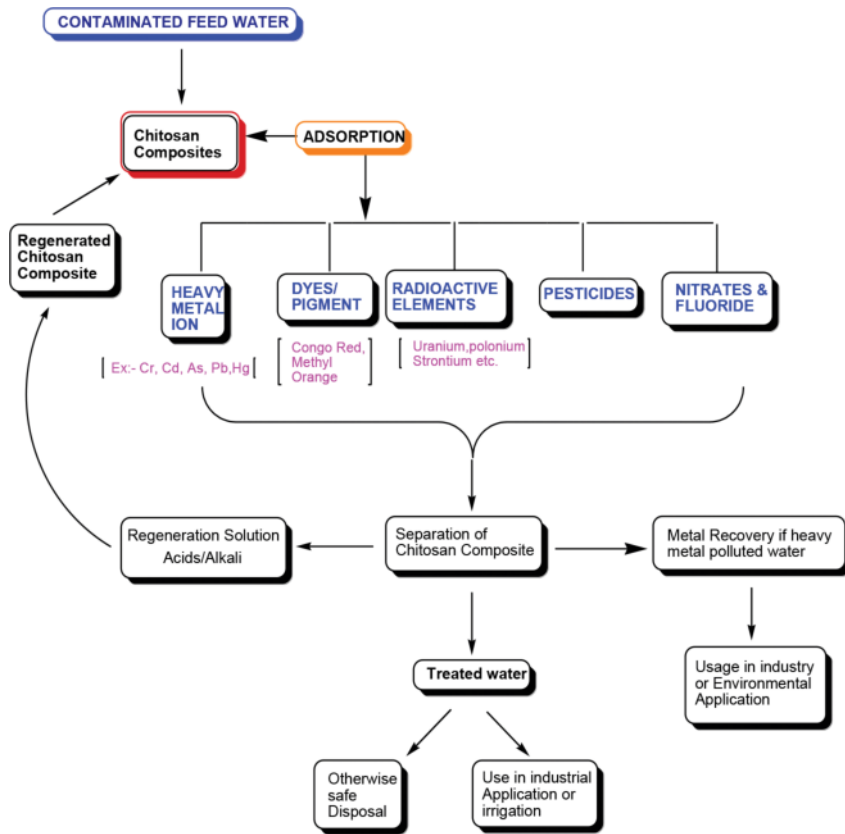 CONTAMINATED FEED WATER
Chitosan
Composites
ADSORPTION
Regenerated
Chitosan
Composite
HEAVY
METAL
ION
DYES/
PIGMENT
RADIOACTIVE
ELEMENTS
PESTICIDES
NITRATES &
FLUORIDE
[ Ex:- Cr, Cd, As, Pb,Hg ]
Congo Red,
Methyl
Orange
Uranium,polonium
Strontium etc.
Regeneration Solution
Acids/Alkali
Separation of
Chitosan Composite
Metal Recovery if heavy
metal polluted water
Treated water
Usage in industry
or Environmental
Application
Otherwise
safe
Disposal
Use in industrial
Application or
irrigation